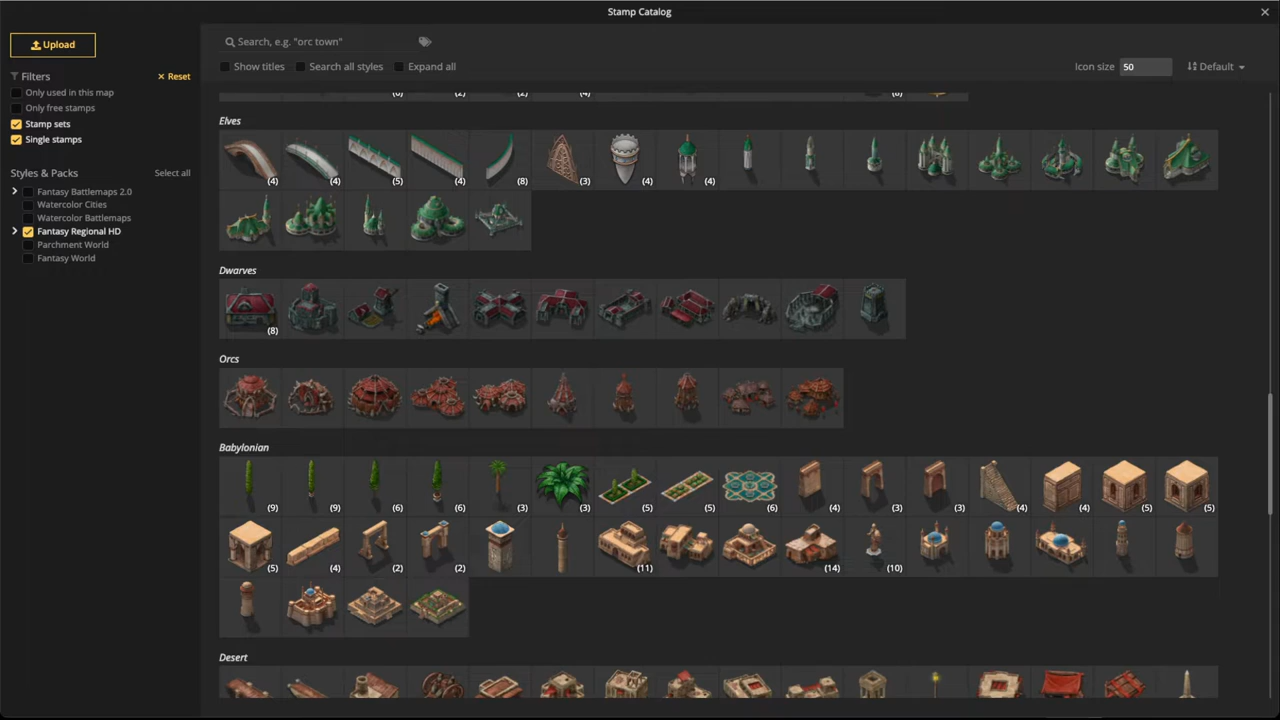 Stamp Catalog
Upload
Search, e.g. "orc town"
Filters
Reset
Show titles
Search all styles
Expand all
Icon size
50
Default
Only used in this map
Only free stamps
Stamp sets
Single stamps
Styles & Packs
Select all
Fantasy Battlemaps 2.0
Watercolor Cities
Watercolor Battlemaps
Fantasy Regional HD
Parchment World
Fantasy World
Elves
(4) (4) (5) (4) (8) (3) (4) (4)
Dwarves
(8)
Orcs
Babylonian
(9) (9) (6) (6) (3) (3) (5) (5) (6) (4) (3) (3) (4) (4) (5) (5)
(5) (4) (2) (2) (11) (14) (10)
Desert